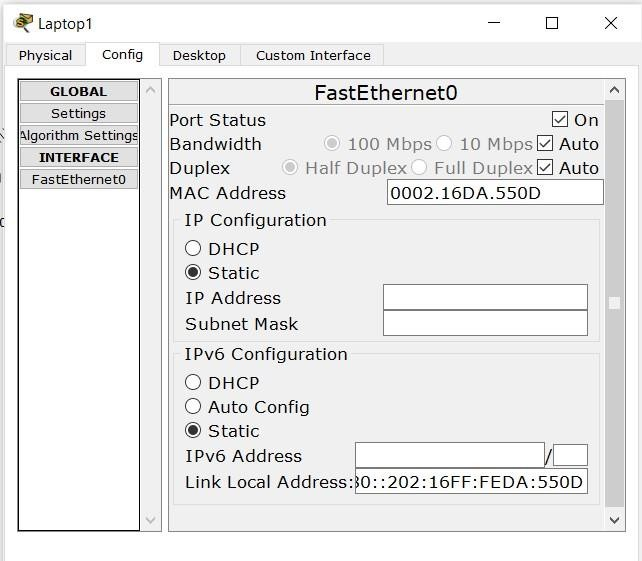 Laptop1
Physical Config Desktop Custom Interface
GLOBAL
Settings
Algorithm Settings
INTERFACE
FastEthernet0
FastEthernet0
Port Status On
Bandwidth 100 Mbps 10 Mbps Auto
Duplex Half Duplex Full Duplex Auto
MAC Address 0002.16DA.550D
IP Configuration
DHCP
Static
IP Address
Subnet Mask
IPv6 Configuration
DHCP
Auto Config
Static
IPv6 Address /
Link Local Address: 80::202:16FF:FEDA:550D